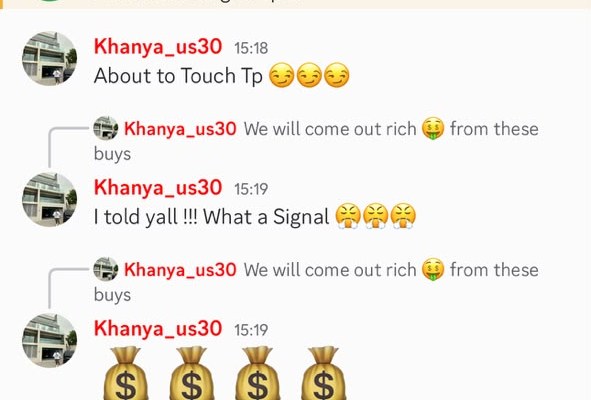 Khanya_us30 15:18
About to Touch Tp 😏😏😏
Khanya_us30 We will come out rich 🤑 from these
buys
Khanya_us30 15:19
I told yall !!! What a Signal 😤😤😤
Khanya_us30 We will come out rich 🤑 from these
buys
Khanya_us30 15:19
💰💰💰💰